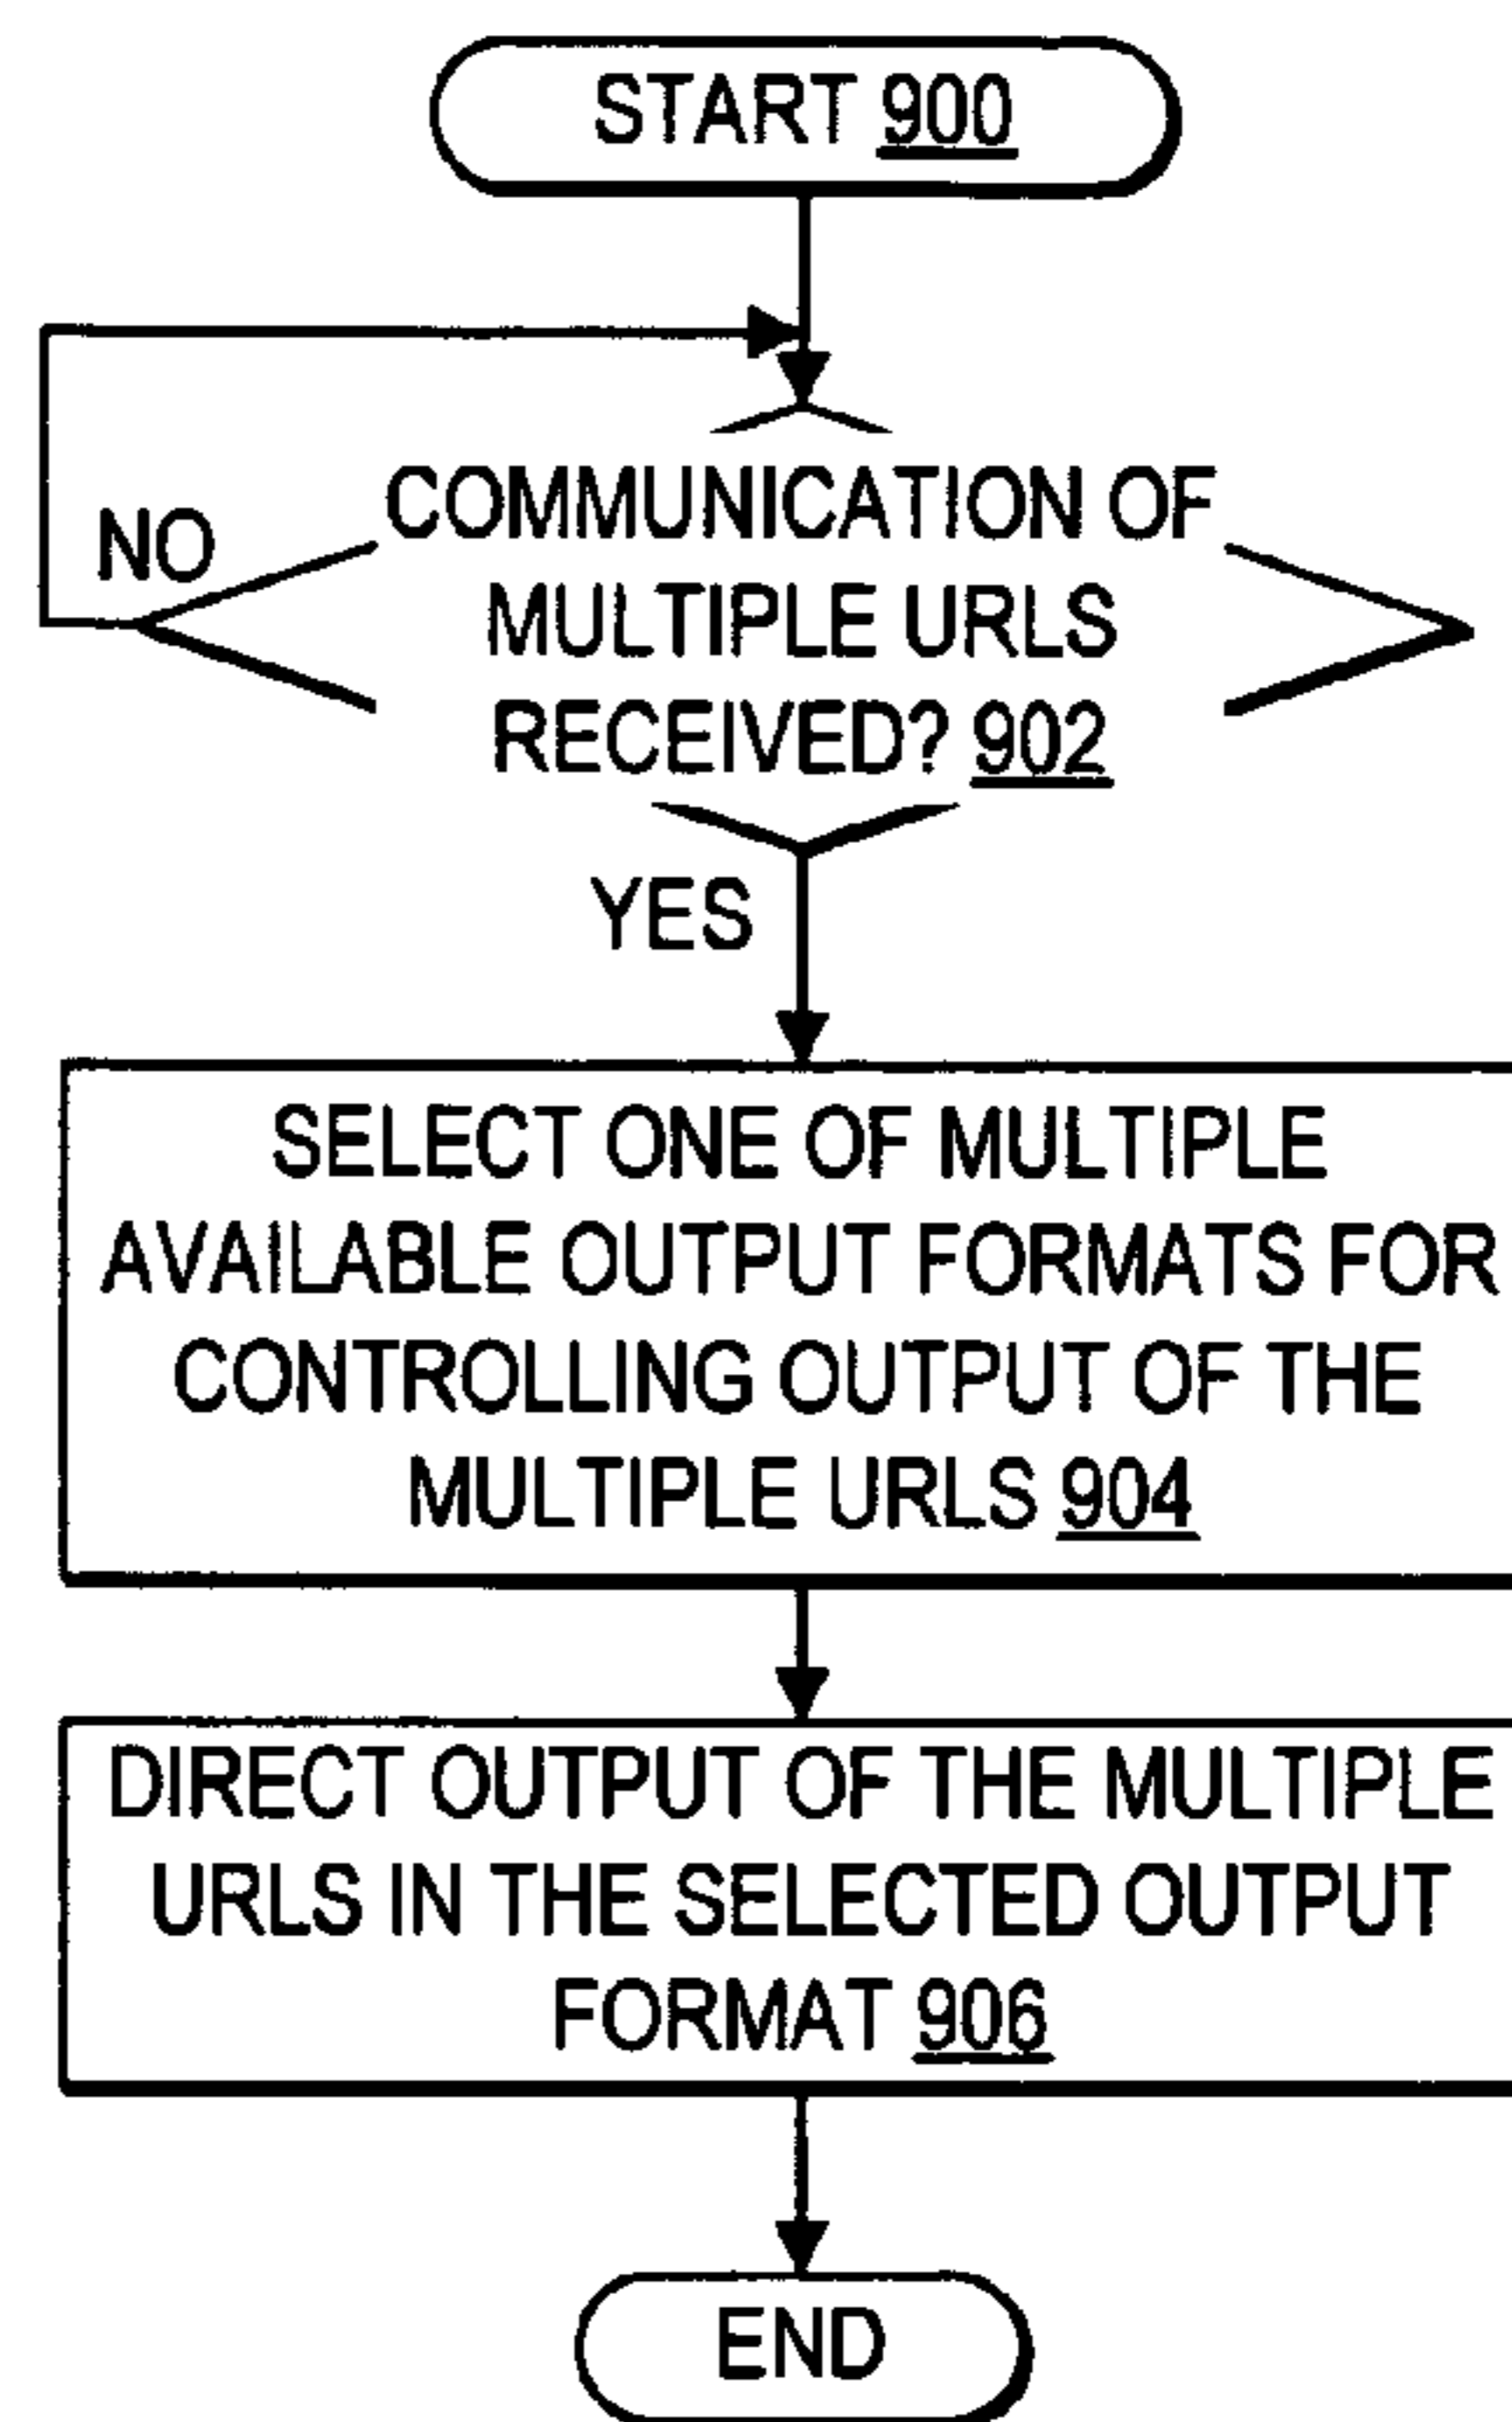 START 900
COMMUNICATION OF
NO
MULTIPLE URLS
RECEIVED? 902
YES
SELECT ONE OF MULTIPLE
AVAILABLE OUTPUT FORMATS FOR
CONTROLLING OUTPUT OF THE
MULTIPLE URLS 904
DIRECT OUTPUT OF THE MULTIPLE
URLS IN THE SELECTED OUTPUT
FORMAT 906
END